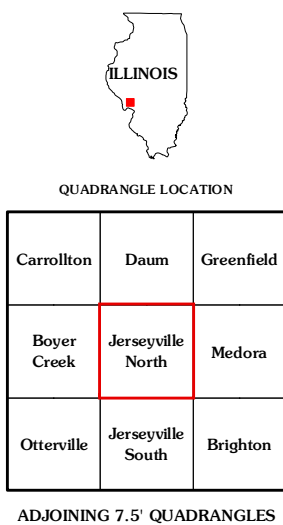 ILLINOIS
QUADRANGLE LOCATION
Carrollton
Daum
Greenfield
Boyer
Creek
Jerseyville
North
Medora
Otterville
Jerseyville
South
Brighton
ADJOINING 7.5' QUADRANGLES